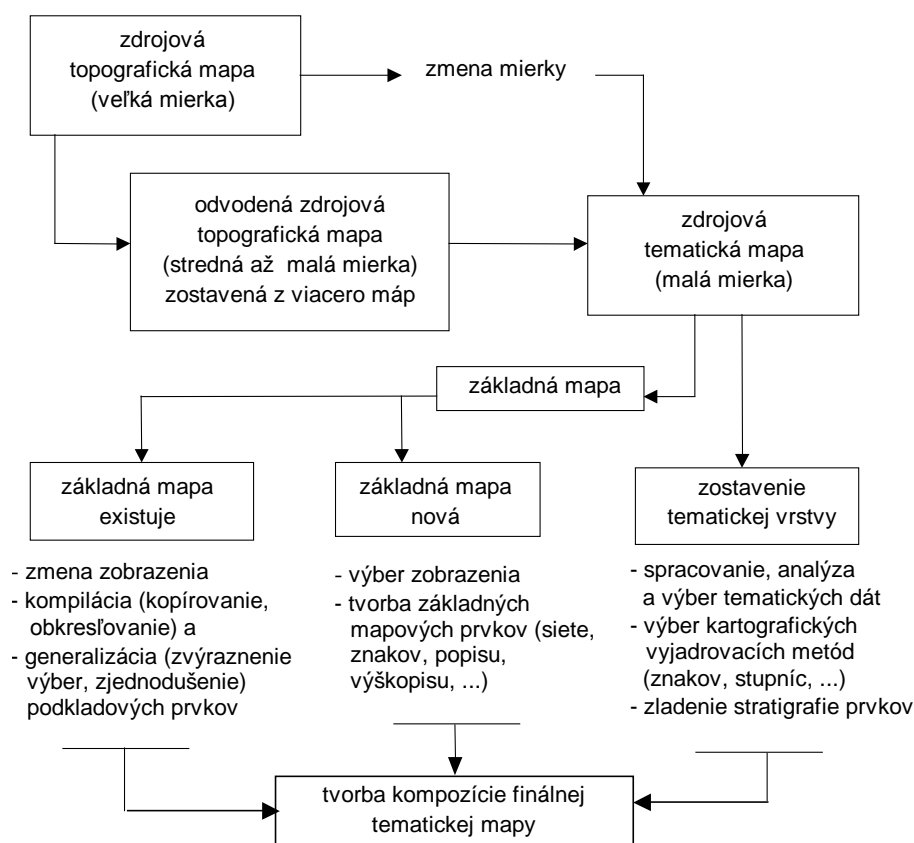 zdrojová
topografická mapa
(veľká mierka)
zmena mierky
odvodená zdrojová
topografická mapa
(stredná až malá mierka)
zostavená z viacero máp
zdrojová
tematická mapa
(malá mierka)
základná mapa
základná mapa
existuje
základná mapa
nová
zostavenie
tematickej vrstvy
- zmena zobrazenia
- kompilácia (kopírovanie,
obkresľovanie) a
- generalizácia (zvýraznenie
výber, zjednodušenie)
podkladových prvkov
- výber zobrazenia
- tvorba základných
mapových prvkov (siete,
znakov, popisu,
výškopisu, ...)
- spracovanie, analýza
a výber tematických dát
- výber kartografických
vyjadrovacích metód
(znakov, stupníc, ...)
- zladenie stratigrafie prvkov
tvorba kompozície finálnej
tematickej mapy